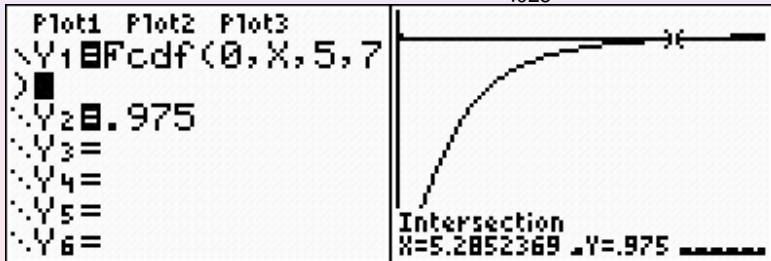 Plot1 Plot2 Plot3
\Y1=Fcdf(0,X,5,7
)
\Y2=.975
\Y3=
\Y4=
\Y5=
\Y6=
Intersection
X=5.2852369 Y=.975